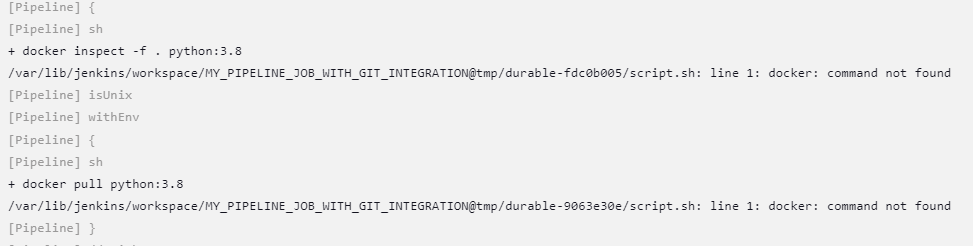 [Pipeline] {
[Pipeline] sh
+ docker inspect -f . python:3.8
/var/lib/jenkins/workspace/MY_PIPELINE_JOB_WITH_GIT_INTEGRATION@tmp/durable-fdc0b005/script.sh: line 1: docker: command not found
[Pipeline] isUnix
[Pipeline] withEnv
[Pipeline] {
[Pipeline] sh
+ docker pull python:3.8
/var/lib/jenkins/workspace/MY_PIPELINE_JOB_WITH_GIT_INTEGRATION@tmp/durable-9063e30e/script.sh: line 1: docker: command not found
[Pipeline] }